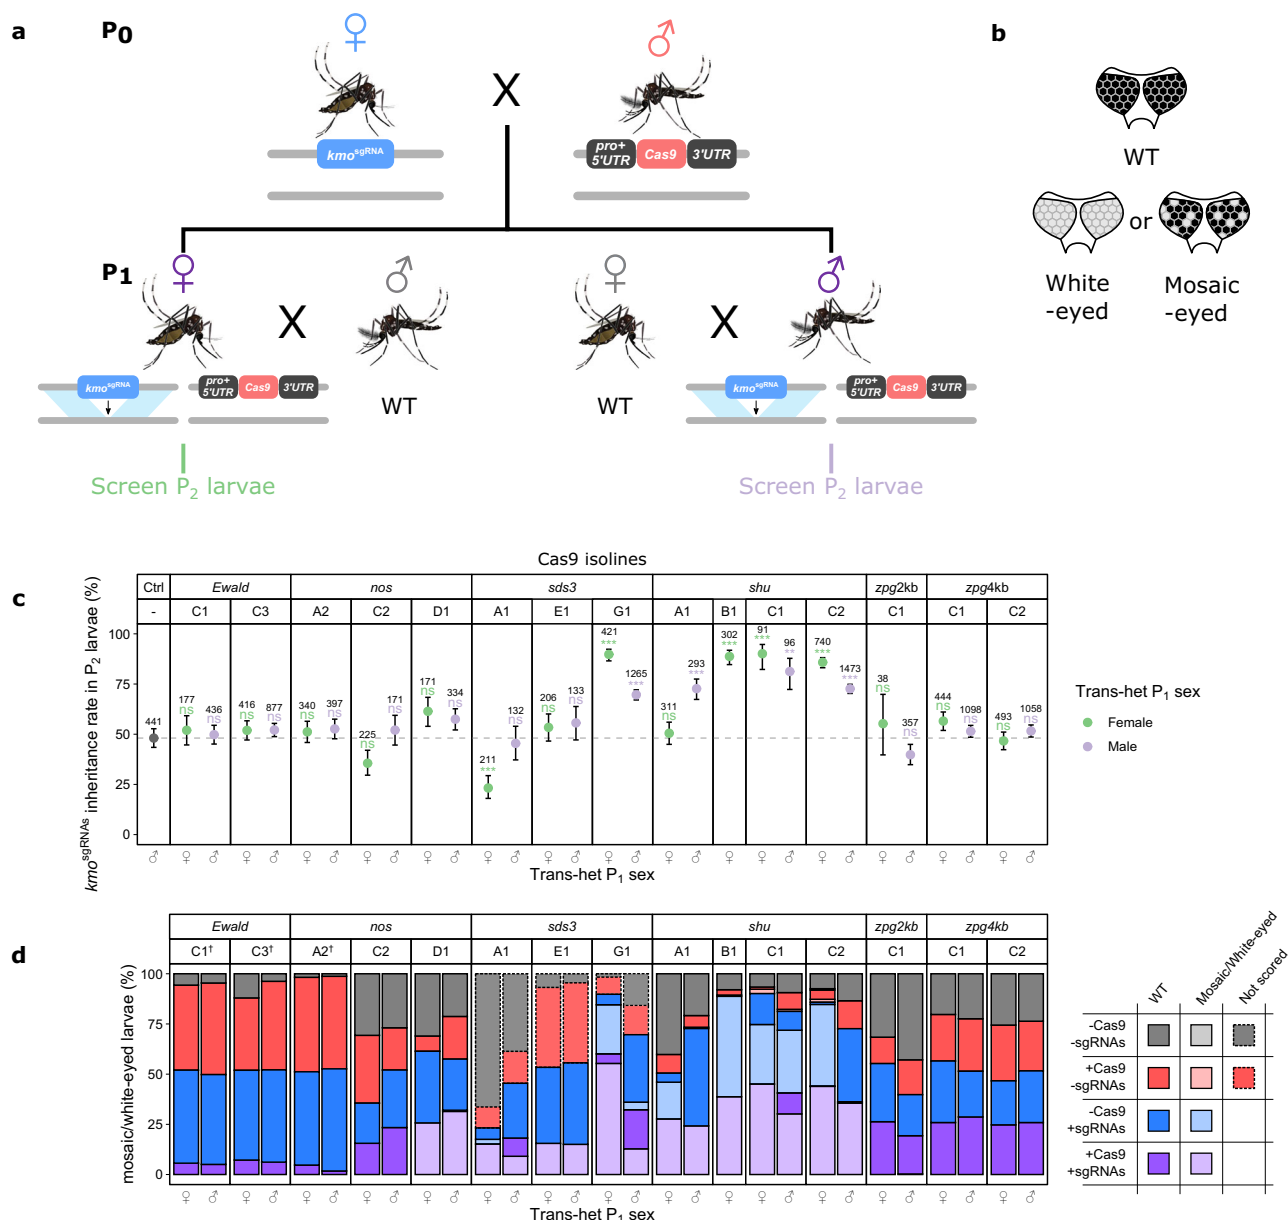 a
P0
♀
♂
b
X
kmo^sgRNA
pro+ 5'UTR
Cas9
3'UTR
WT
or
White -eyed
Mosaic -eyed
P1
♀
♂
♀
♂
X
X
kmo^sgRNA
pro+ 5'UTR
Cas9
3'UTR
WT
WT
kmo^sgRNA
pro+ 5'UTR
Cas9
3'UTR
Screen P2 larvae
Screen P2 larvae
c
Cas9 isolines
Ctrl Ewald nos sds3 shu zpg2kb zpg4kb
- C1 C3 A2 C2 D1 A1 E1 G1 A1 B1 C1 C2 C1 C1 C2
kmo^sgRNAs inheritance rate in P2 larvae (%)
100
75
50
25
0
441
177 ns
436 ns
416 ns
877 ns
340 ns
397 ns
225 ns
171 ns
171 ns
334 ns
211 ***
132 ns
206 ns
133 ns
421 ***
1265 ***
311 ns
293 ***
302 ***
91 ***
96 **
740 ***
1473 ***
38 ns
357 ns
444 ns
1098 ns
493 ns
1058 ns
♂ ♀ ♂ ♀ ♂ ♀ ♂ ♀ ♂ ♀ ♂ ♀ ♂ ♀ ♂ ♀ ♂ ♀ ♂ ♀ ♀ ♂ ♀ ♂ ♀ ♂ ♀ ♂ ♀ ♂
Trans-het P1 sex
Trans-het P1 sex
Female
Male
d
Ewald nos sds3 shu zpg2kb zpg4kb
C1† C3† A2† C2 D1 A1 E1 G1 A1 B1 C1 C2 C1 C1 C2
mosaic/white-eyed larvae (%)
100
75
50
25
0
♀ ♂ ♀ ♂ ♀ ♂ ♀ ♂ ♀ ♂ ♀ ♂ ♀ ♂ ♀ ♂ ♀ ♂ ♀ ♀ ♂ ♀ ♂ ♀ ♂ ♀ ♂ ♀ ♂
Trans-het P1 sex
WT
Mosaic/White-eyed
Not scored
-Cas9
-sgRNAs
+Cas9
-sgRNAs
-Cas9
+sgRNAs
+Cas9
+sgRNAs